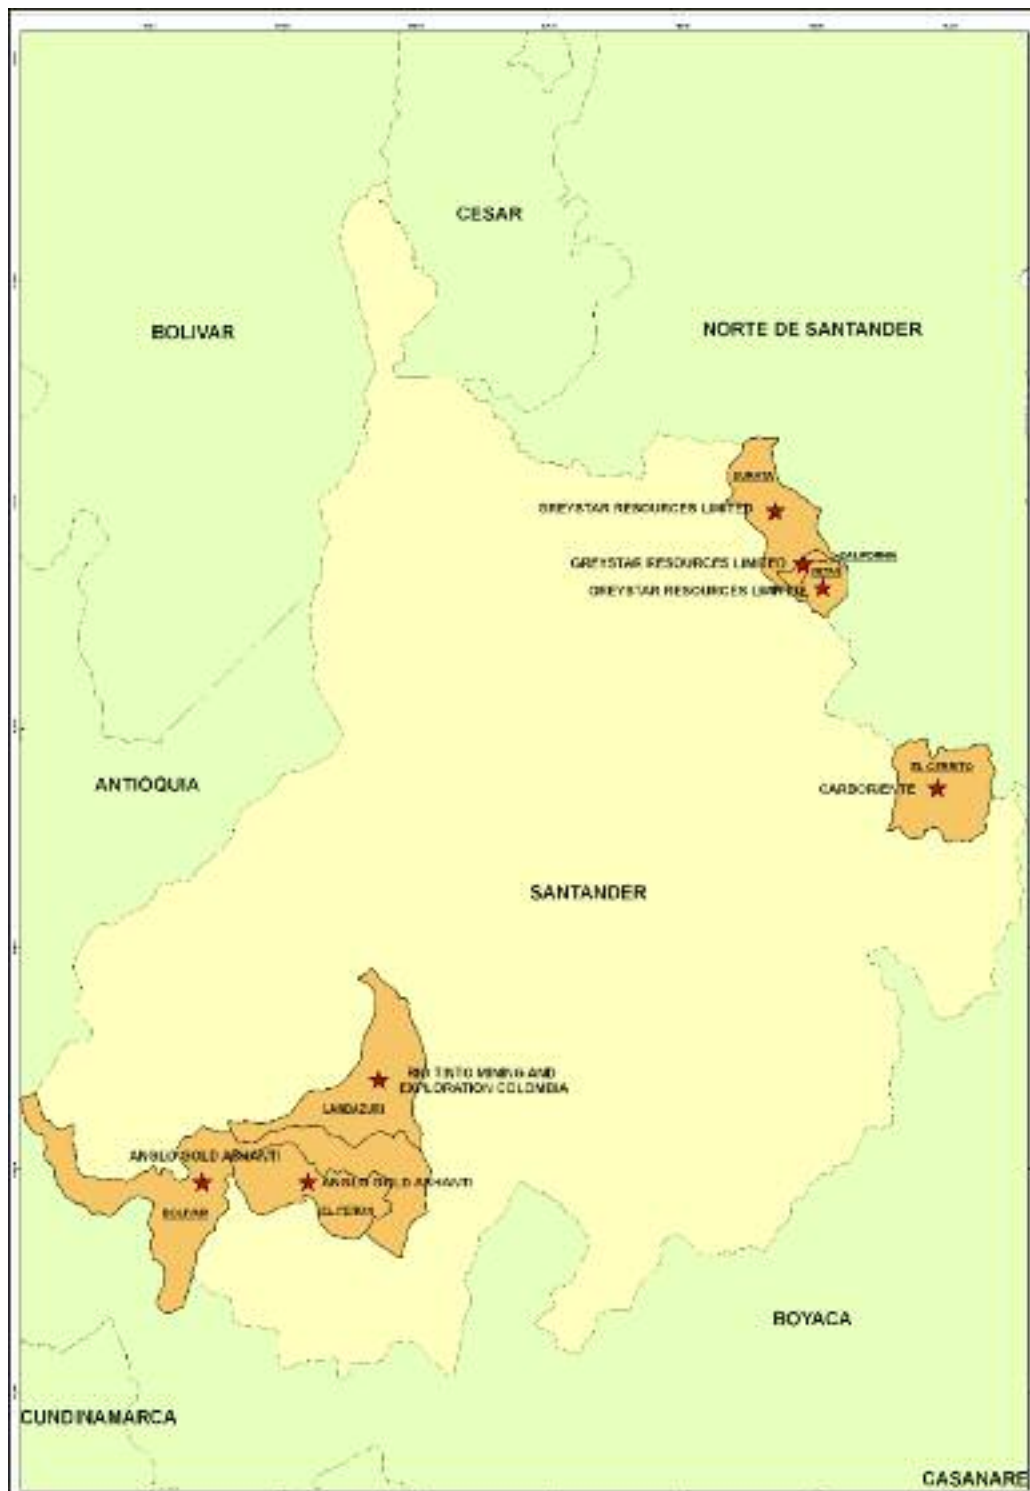 CESAR
BOLIVAR
NORTE DE SANTANDER
GREYSTAR RESOURCES LIMITED
CALIFORNIA
GREYSTAR RESOURCES LIMITED
GREYSTAR RESOURCES LIMITED
ANTIOQUIA
EL CERRITO
CARBORIENTE
SANTANDER
RIO TINTO MINING AND
EXPLORATION COLOMBIA
LANDAZURI
ANGLO GOLD ASHANTI
ANGLO GOLD ASHANTI
BOLIVAR
BOYACA
CUNDINAMARCA
CASANARE